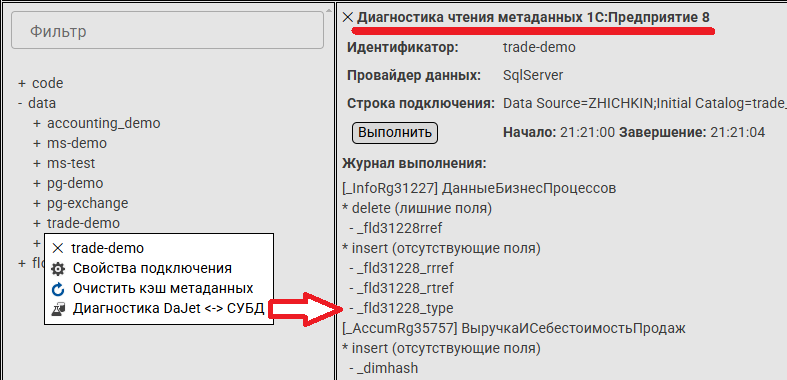 Фильтр
+ code
- data
+ accounting_demo
+ ms-demo
+ ms-test
+ pg-demo
+ pg-exchange
+ trade-demo
+
+ flo
trade-demo
Свойства подключения
Очистить кэш метаданных
Диагностика DaJet <-> СУБД
Диагностика чтения метаданных 1С:Предприятие 8
Идентификатор: trade-demo
Провайдер данных: SqlServer
Строка подключения: Data Source=ZHICHKIN;Initial Catalog=trade_
Выполнить Начало: 21:21:00 Завершение: 21:21:04
Журнал выполнения:
[_InfoRg31227] ДанныеБизнесПроцессов
* delete (лишние поля)
- _fld31228rref
* insert (отсутствующие поля)
- _fld31228_rrref
- _fld31228_rtref
- _fld31228_type
[_AccumRg35757] ВыручкаИСебестоимостьПродаж
* insert (отсутствующие поля)
- _dimhash